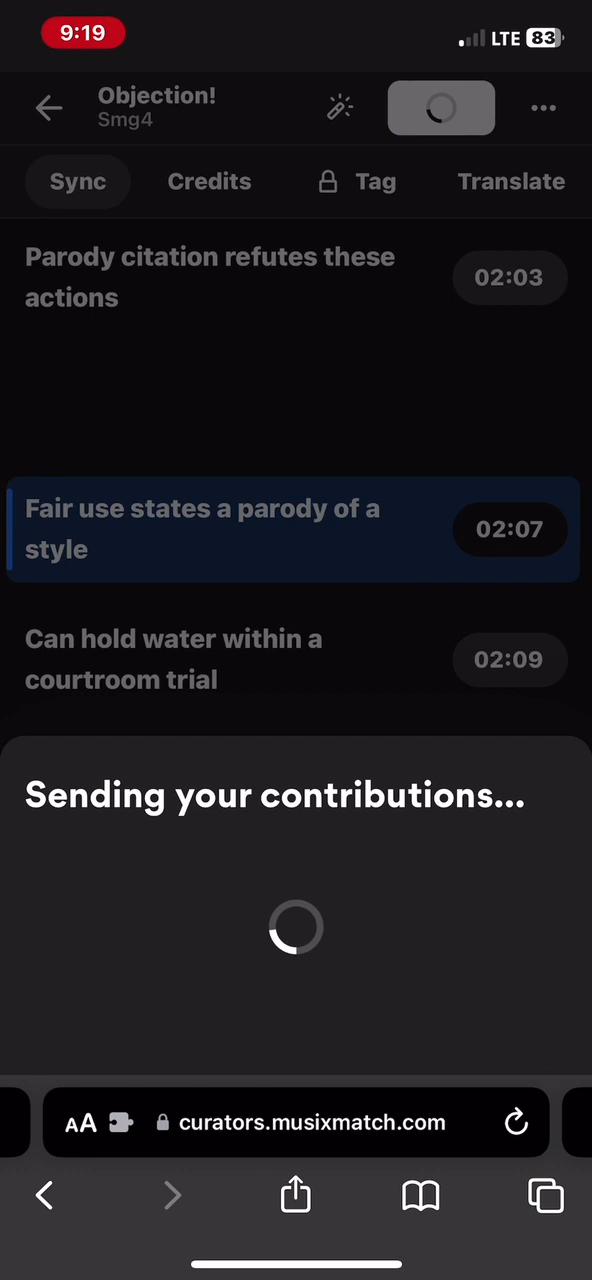 9:19
LTE 83
Objection!
Smg4
Sync Credits Tag Translate
Parody citation refutes these
actions
02:03
Fair use states a parody of a
style
02:07
Can hold water within a
courtroom trial
02:09
Sending your contributions...
AA curators.musixmatch.com